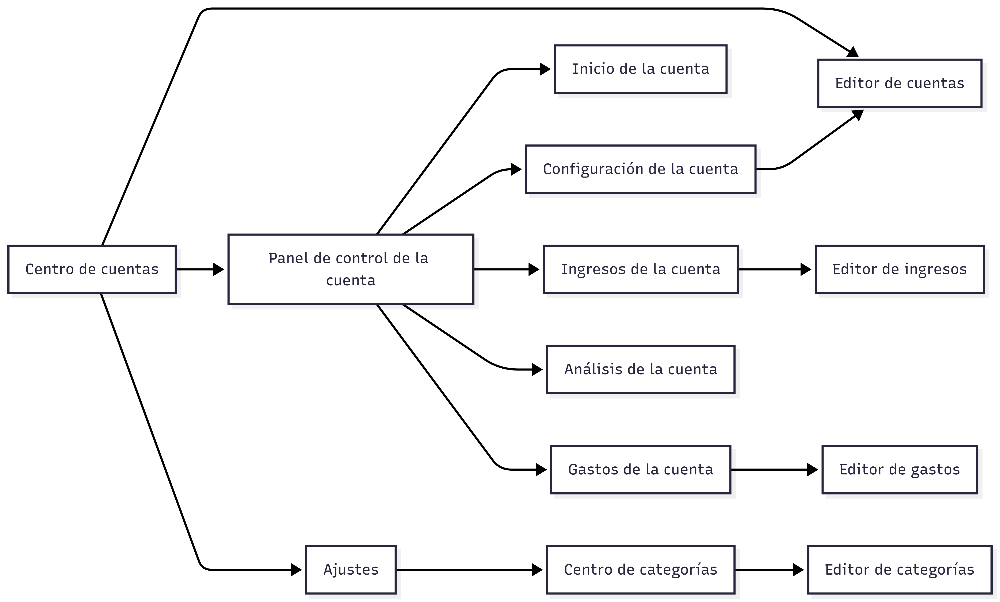 Inicio de la cuenta
Editor de cuentas
Configuración de la cuenta
Centro de cuentas
Panel de control de la
cuenta
Ingresos de la cuenta
Editor de ingresos
Análisis de la cuenta
Gastos de la cuenta
Editor de gastos
Ajustes
Centro de categorías
Editor de categorías